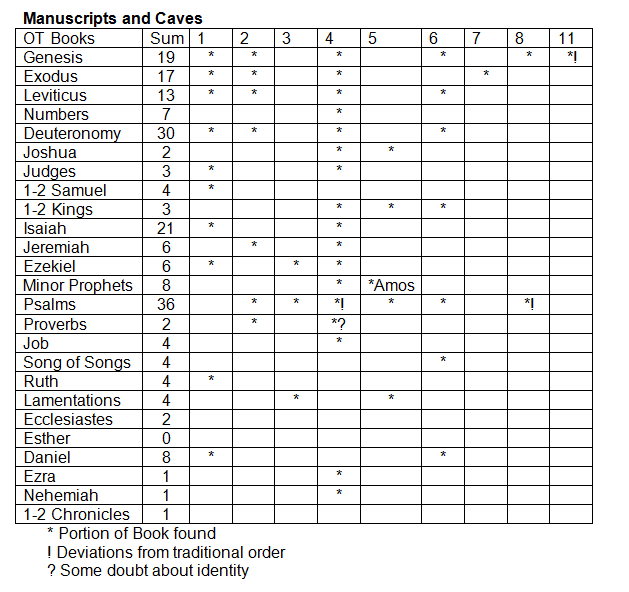 Manuscripts and Caves
OT Books Sum 1 2 3 4 5 6 7 8 11
Genesis 19 * * * * * *!
Exodus 17 * * * *
Leviticus 13 * * * *
Numbers 7 *
Deuteronomy 30 * * * *
Joshua 2 * *
Judges 3 * *
1-2 Samuel 4 *
1-2 Kings 3 * * *
Isaiah 21 * *
Jeremiah 6 * *
Ezekiel 6 * * *
Minor Prophets 8 * *Amos
Psalms 36 * * *! * * *!
Proverbs 2 * *?
Job 4 *
Song of Songs 4 *
Ruth 4 *
Lamentations 4 * *
Ecclesiastes 2
Esther 0
Daniel 8 * *
Ezra 1 *
Nehemiah 1 *
1-2 Chronicles 1
* Portion of Book found
! Deviations from traditional order
? Some doubt about identity